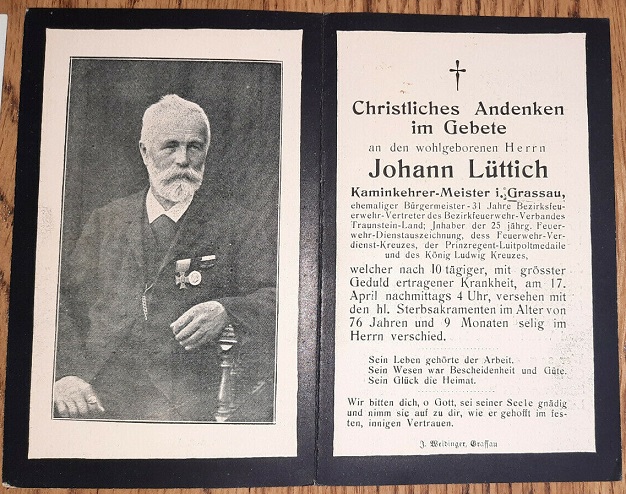 Christliches Andenken
im Gebete
an den wohlgeborenen Herrn
Johann Lüttich
Kaminkehrer-Meister i. Grassau,
ehemaliger Bürgermeister - 31 Jahre Bezirksfeu-
erwehr-Vertreter des Bezirkfeuerwehr-Verbandes
Traunstein-Land; Jnhaber der 25 jährg. Feuer-
wehr-Dienstauszeichnung, dess Feuerwehr-Ver-
dienst-Kreuzes, der Prinzregent-Luitpoltmedaile
und des König Ludwig Kreuzes,
welcher nach 10 tägiger, mit grösster
Geduld ertragener Krankheit, am 17.
April nachmittags 4 Uhr, versehen mit
den hl. Sterbsakramenten im Alter von
76 Jahren und 9 Monaten selig im
Herrn verschied.
Sein Leben gehörte der Arbeit.
Sein Wesen war Bescheidenheit und Güte.
Sein Glück die Heimat.
Wir bitten dich, o Gott, sei seiner Seele gnädig
und nimm sie auf zu dir, wie er gehofft im fes-
ten, innigen Vertrauen.
J. Weidinger, Grassau